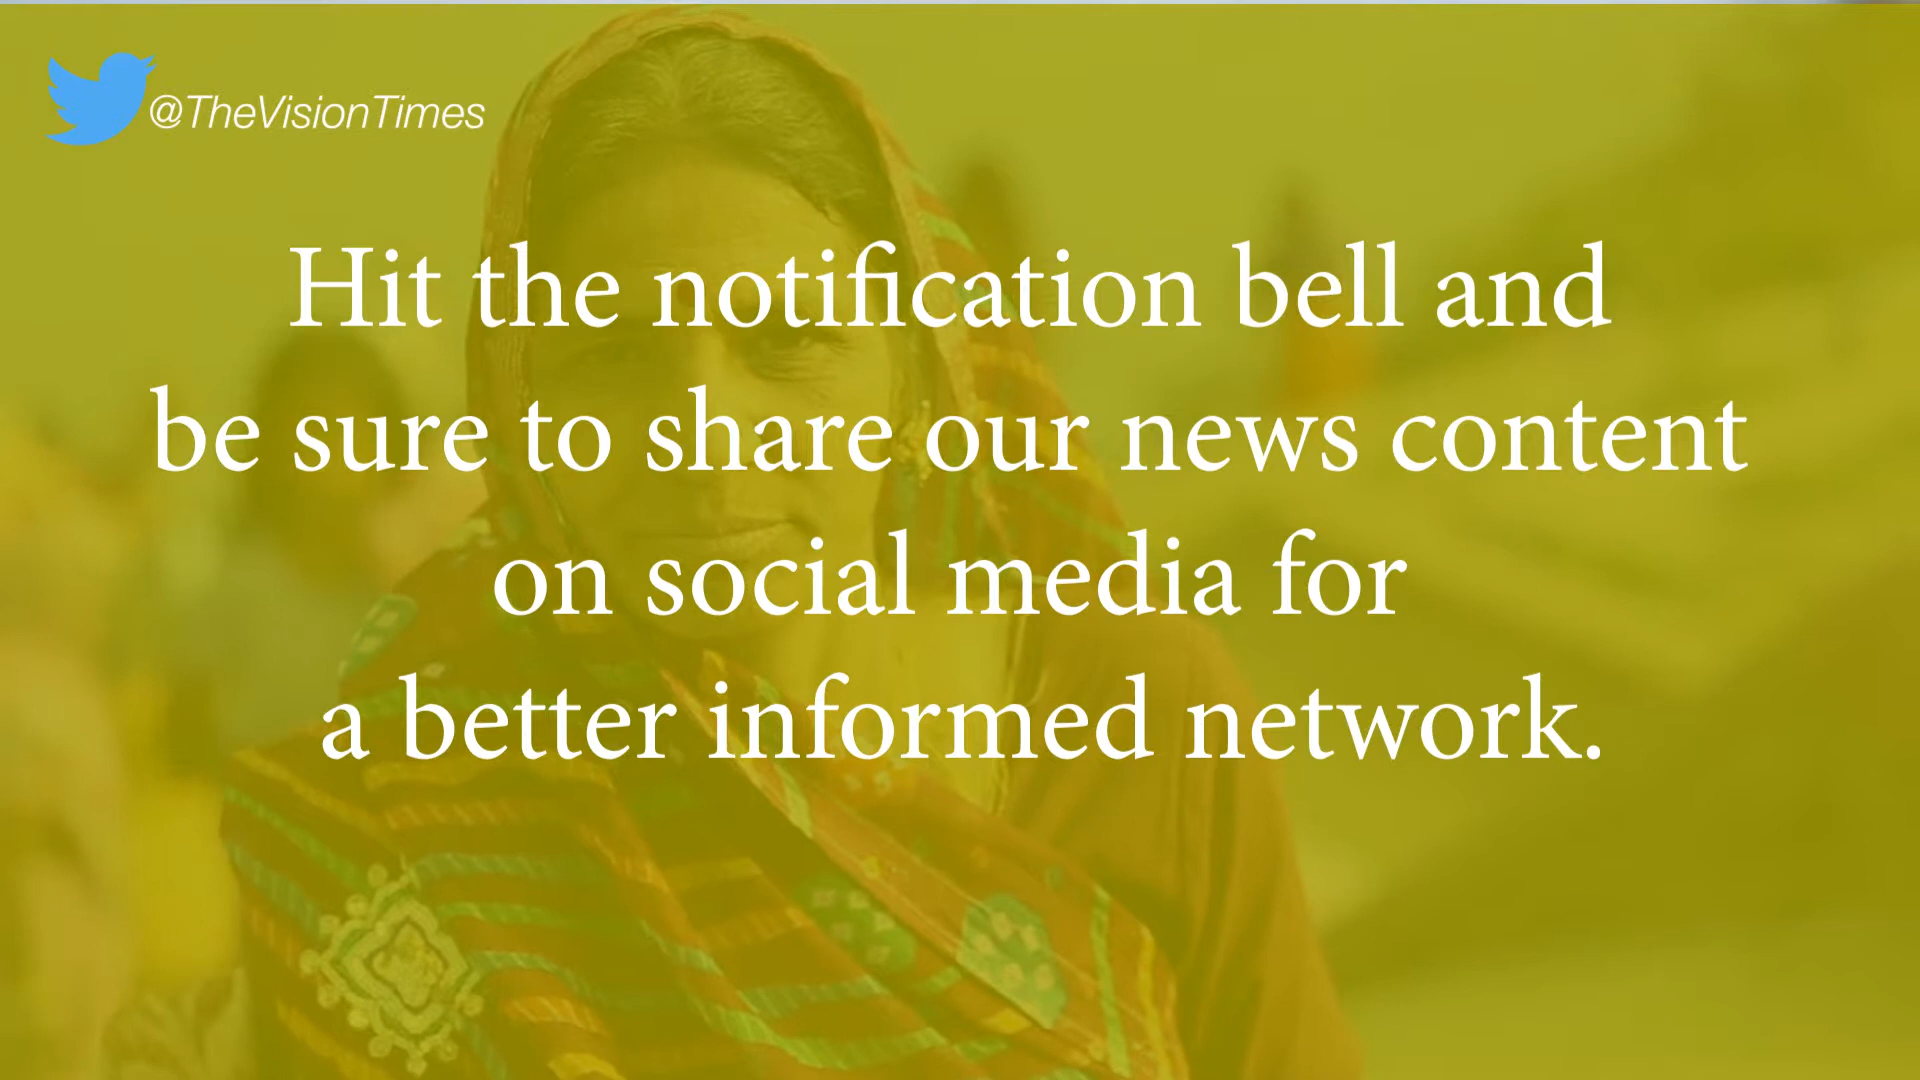 @TheVisionTimes
Hit the notification bell and
be sure to share our news content
on social media for
a better informed network.